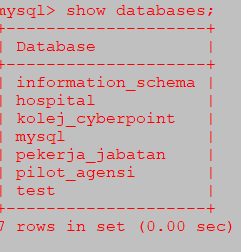 mysql> show databases;
+--------------------+
| Database           |
+--------------------+
| information_schema |
| hospital           |
| kolej_cyberpoint   |
| mysql              |
| pekerja_jabatan    |
| pilot_agensi       |
| test               |
+--------------------+
7 rows in set (0.00 sec)